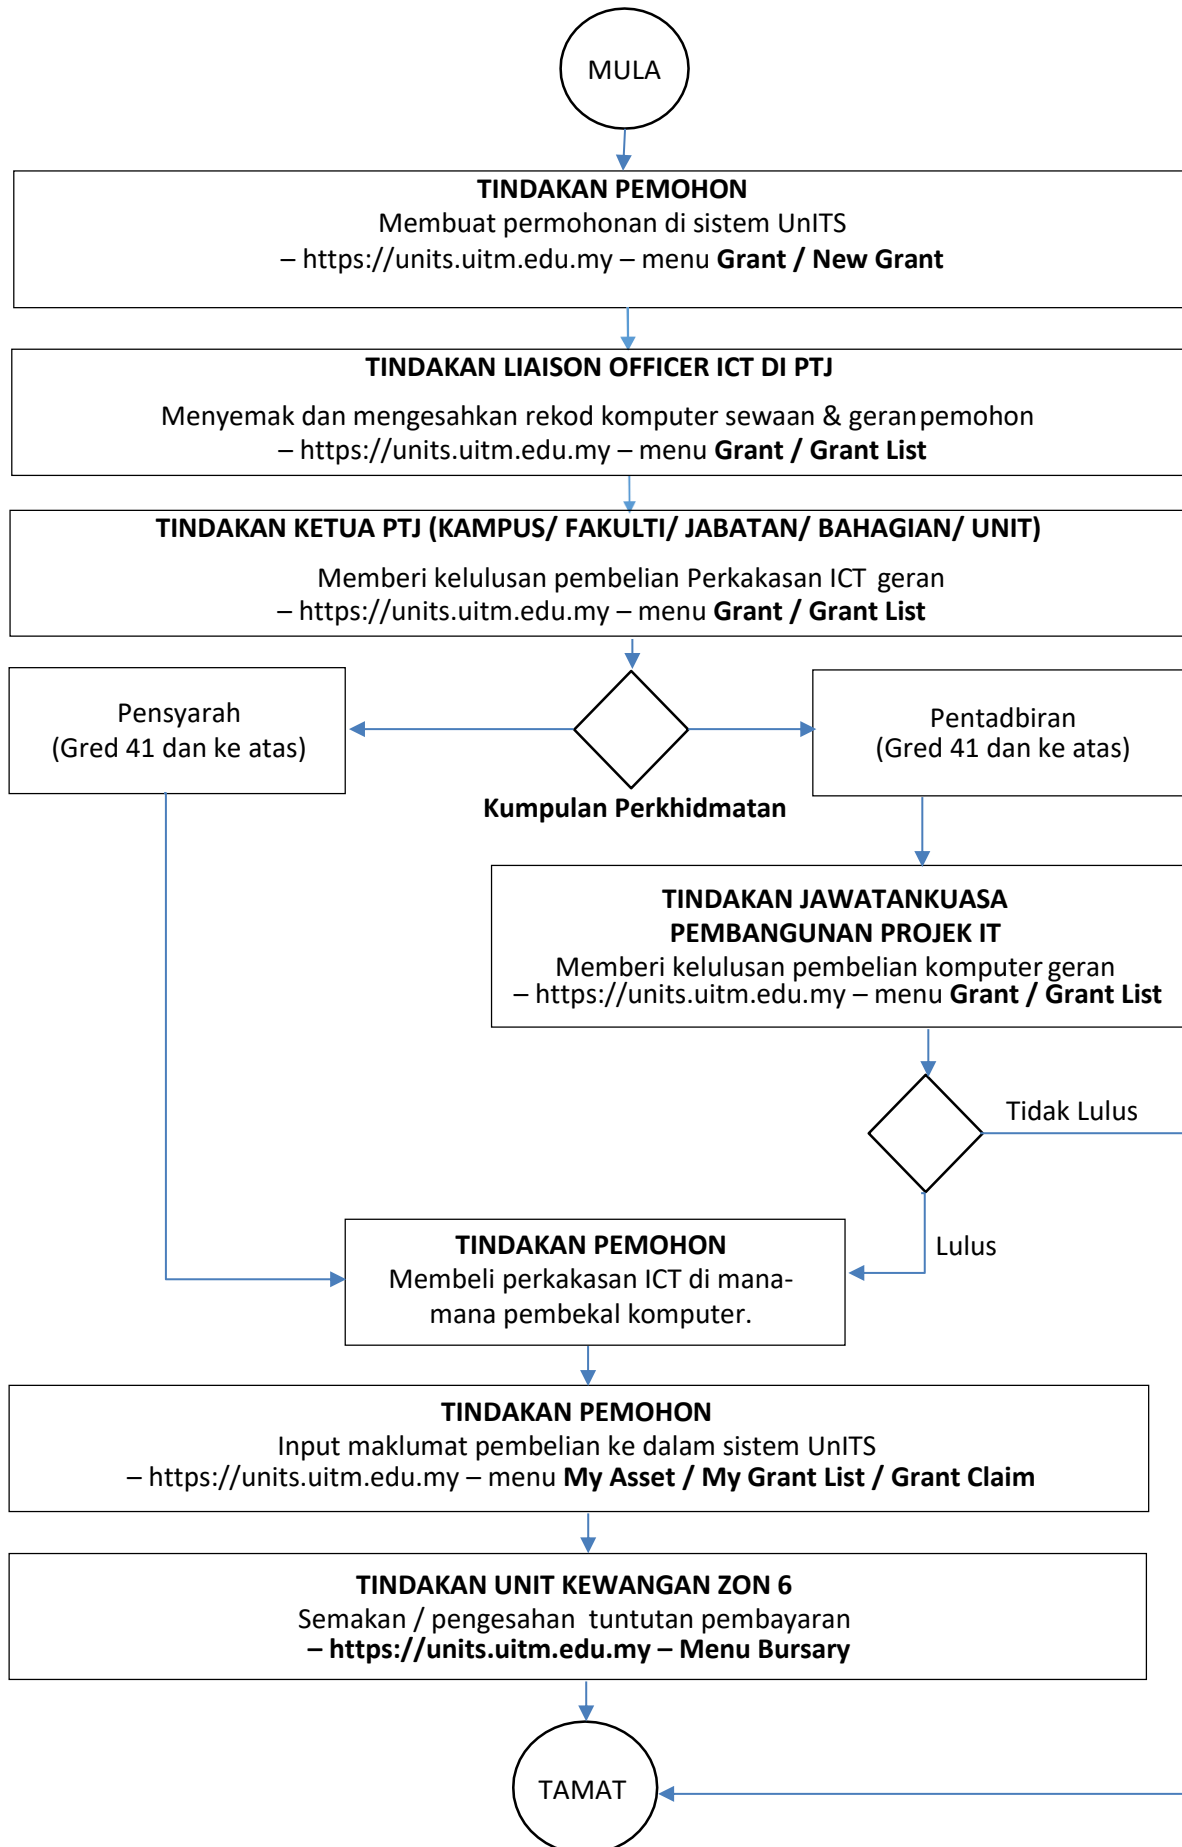 MULA
TINDAKAN PEMOHON
Membuat permohonan di sistem UnITS
– https://units.uitm.edu.my – menu Grant / New Grant
TINDAKAN LIAISON OFFICER ICT DI PTJ
Menyemak dan mengesahkan rekod komputer sewaan & geran pemohon
– https://units.uitm.edu.my – menu Grant / Grant List
TINDAKAN KETUA PTJ (KAMPUS/ FAKULTI/ JABATAN/ BAHAGIAN/ UNIT)
Memberi kelulusan pembelian Perkakasan ICT geran
– https://units.uitm.edu.my – menu Grant / Grant List
Pensyarah
(Gred 41 dan ke atas)
Pentadbiran
(Gred 41 dan ke atas)
Kumpulan Perkhidmatan
TINDAKAN JAWATANKUASA
PEMBANGUNAN PROJEK IT
Memberi kelulusan pembelian komputer geran
– https://units.uitm.edu.my – menu Grant / Grant List
Tidak Lulus
Lulus
TINDAKAN PEMOHON
Membeli perkakasan ICT di mana-
mana pembekal komputer.
TINDAKAN PEMOHON
Input maklumat pembelian ke dalam sistem UnITS
– https://units.uitm.edu.my – menu My Asset / My Grant List / Grant Claim
TINDAKAN UNIT KEWANGAN ZON 6
Semakan / pengesahan tuntutan pembayaran
– https://units.uitm.edu.my – Menu Bursary
TAMAT